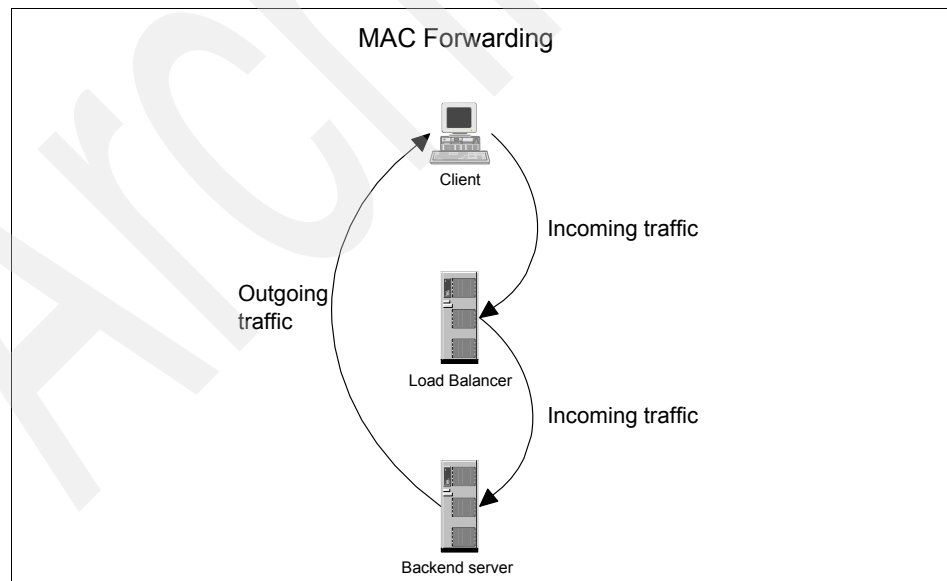 MAC Forwarding
Client
Incoming traffic
Outgoing
traffic
Load Balancer
Incoming traffic
Backend server